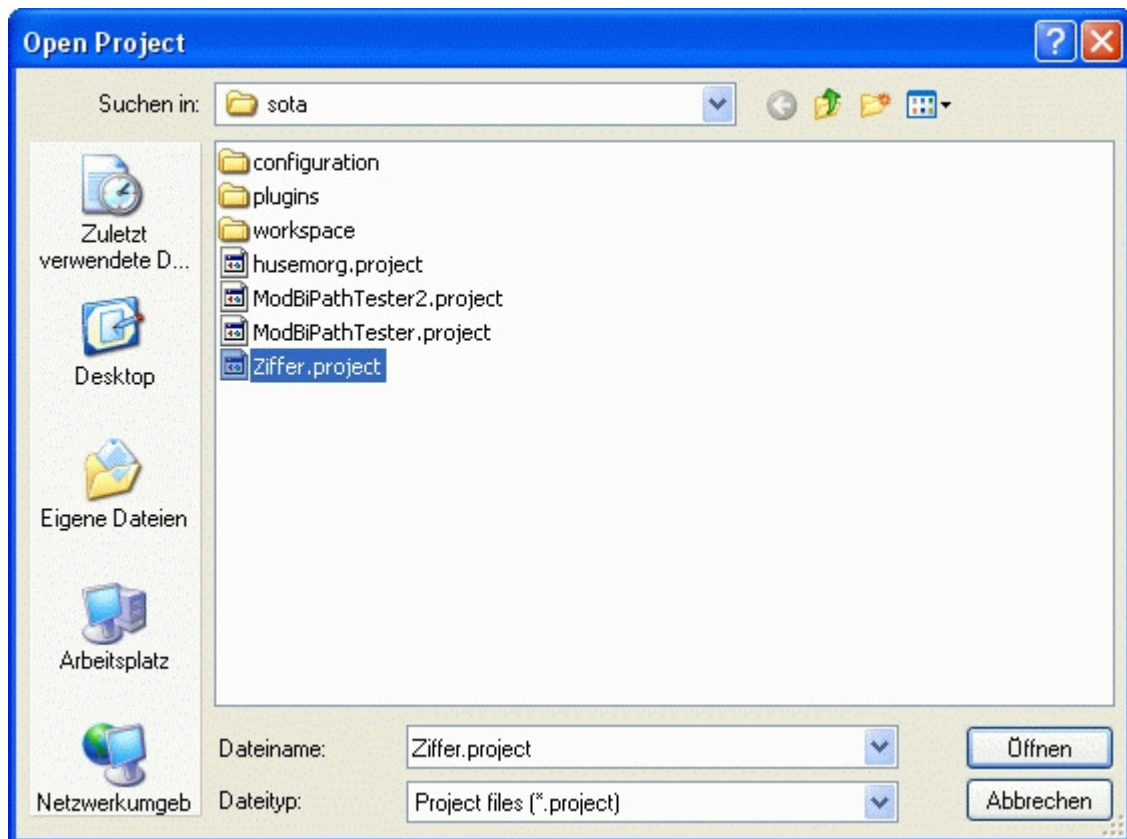 Open Project
Suchen in:
sota
Zuletzt
verwendete D...
Desktop
Eigene Dateien
Arbeitsplatz
Netzwerkumgeb
configuration
plugins
workspace
husemorg.project
ModBiPathTester2.project
ModBiPathTester.project
Ziffer.project
Dateiname:
Ziffer.project
Öffnen
Dateityp:
Project files (*.project)
Abbrechen